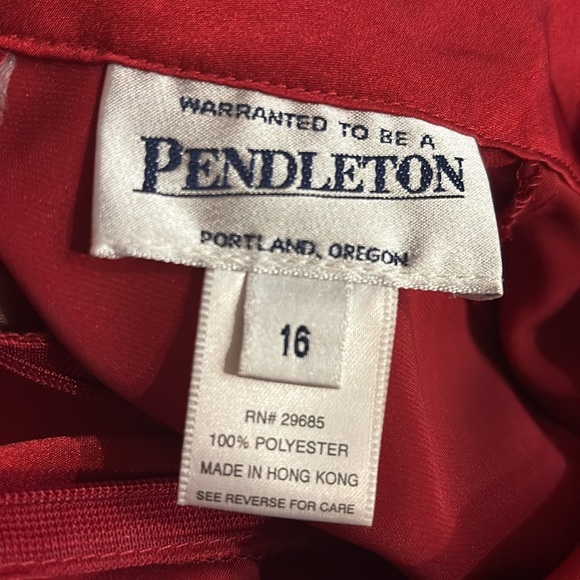 WARRANTED TO BE A
PENDLETON
PORTLAND, OREGON
16
RN# 29685
100% POLYESTER
MADE IN HONG KONG
SEE REVERSE FOR CARE